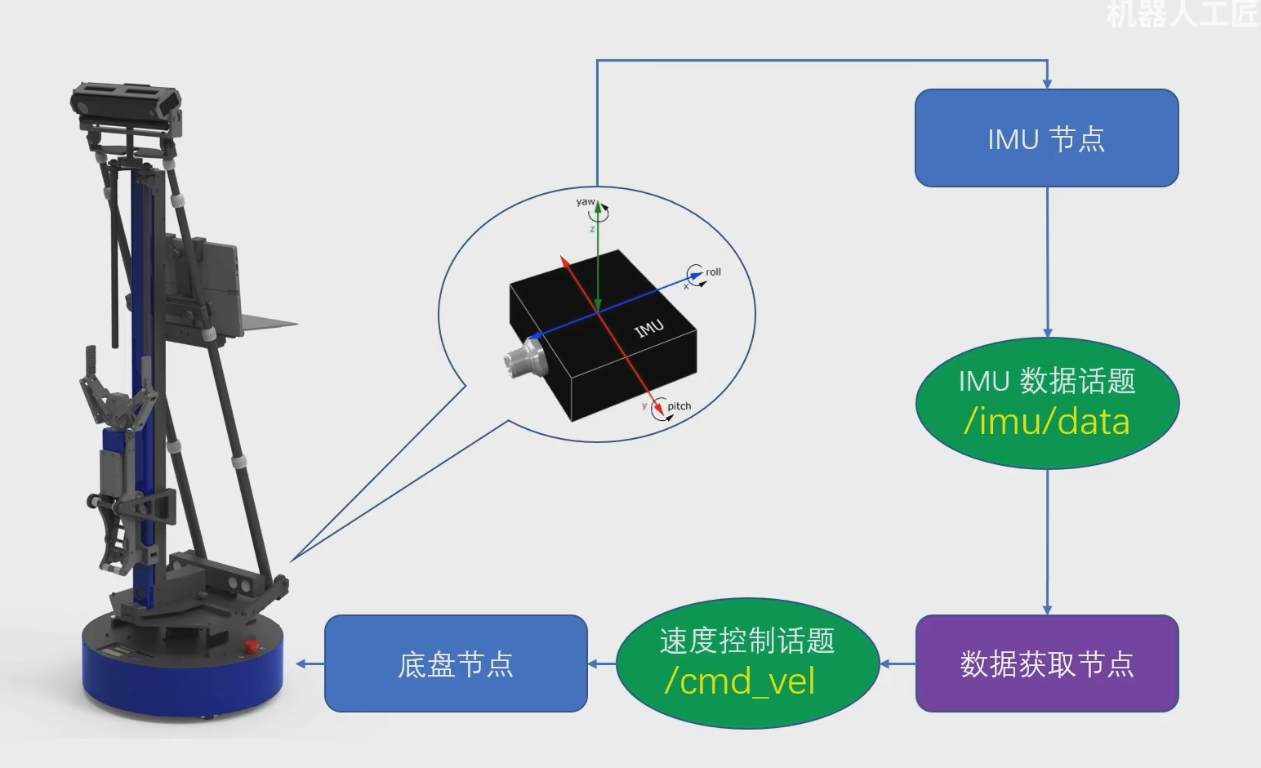 机器人工匠
IMU 节点
yaw
z
roll
x
IMU
y
pitch
IMU 数据话题
/imu/data
速度控制话题
/cmd_vel
底盘节点
数据获取节点